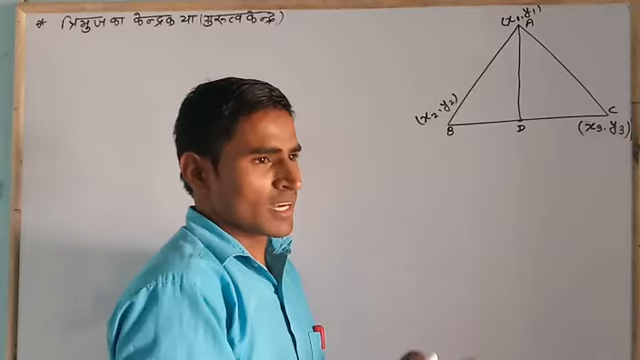 * त्रिभुज का केन्द्रक या (गुरुत्व केन्द्र)
(x₁, y₁)
A
(x₂, y₂)
B
D
C
(x₃, y₃)